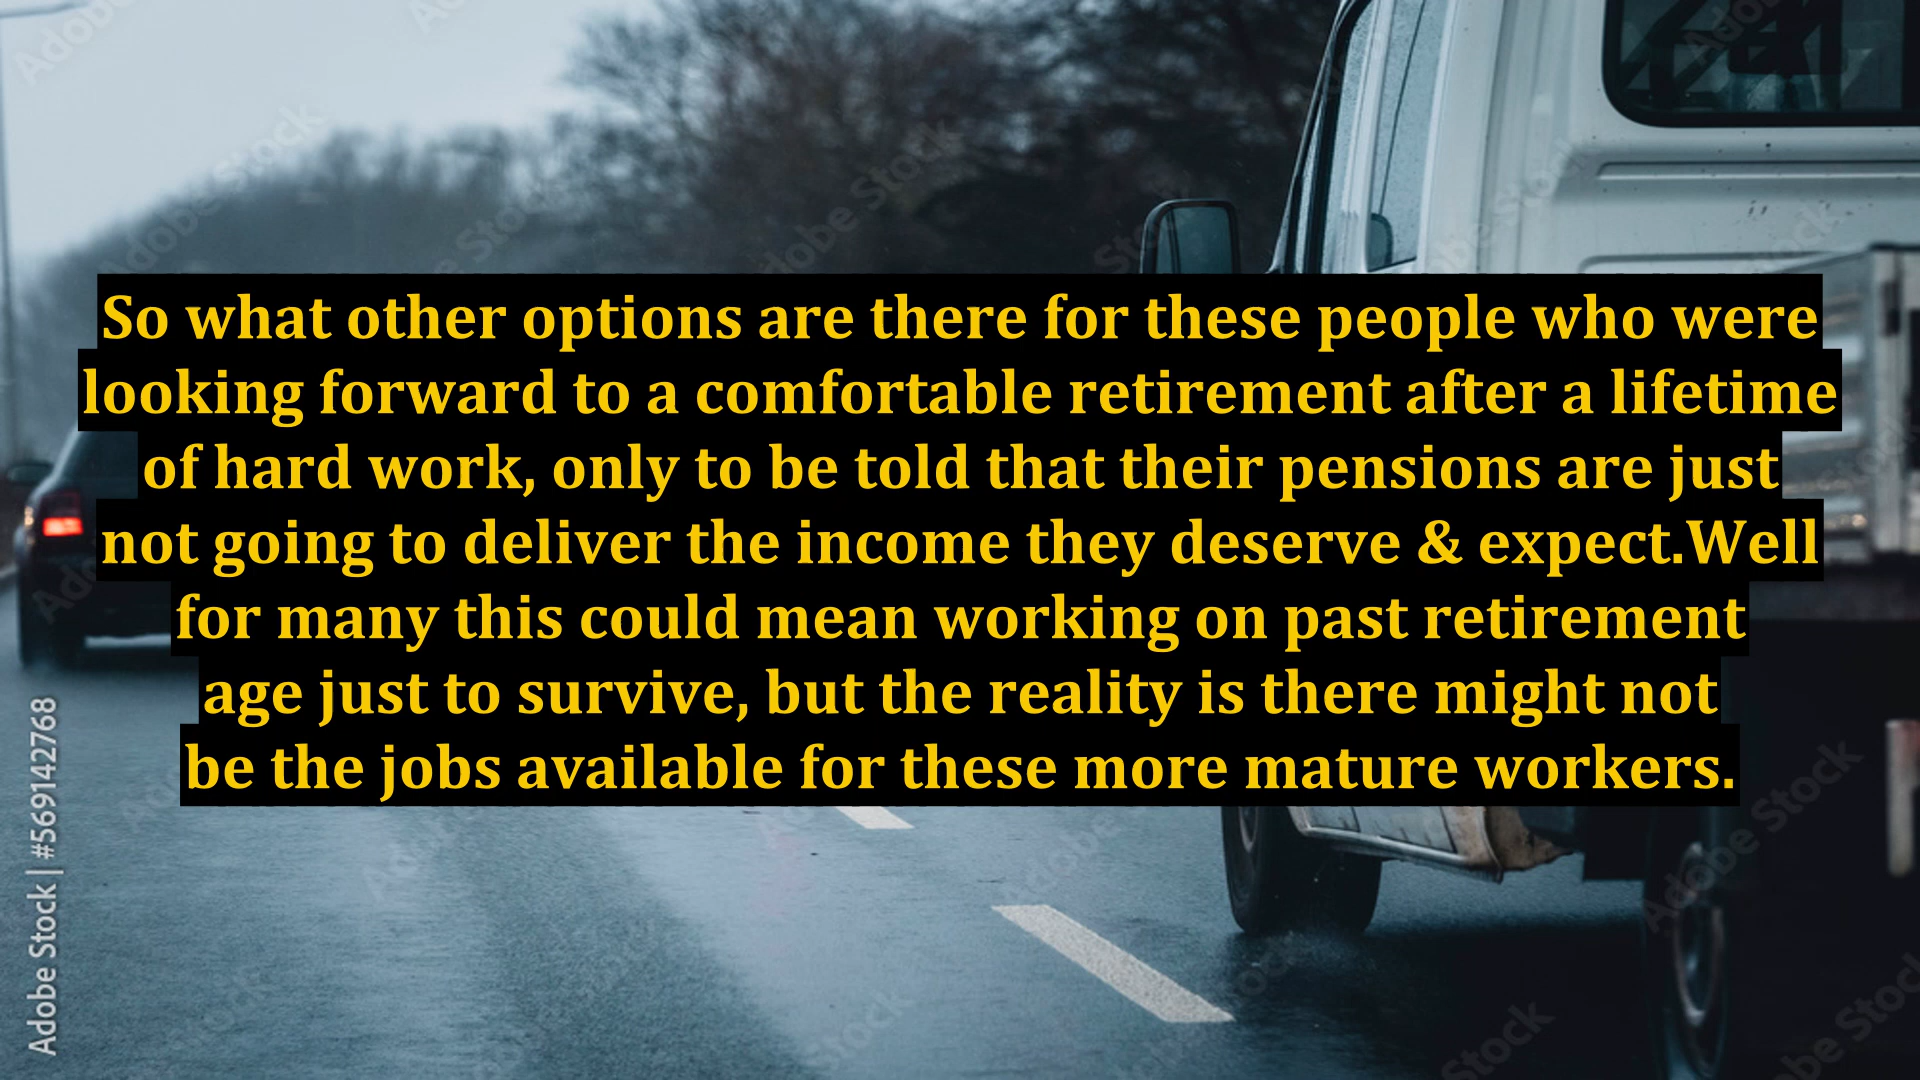 So what other options are there for these people who were
looking forward to a comfortable retirement after a lifetime
of hard work, only to be told that their pensions are just
not going to deliver the income they deserve & expect.Well
for many this could mean working on past retirement
age just to survive, but the reality is there might not
be the jobs available for these more mature workers.
Adobe Stock | #569142768